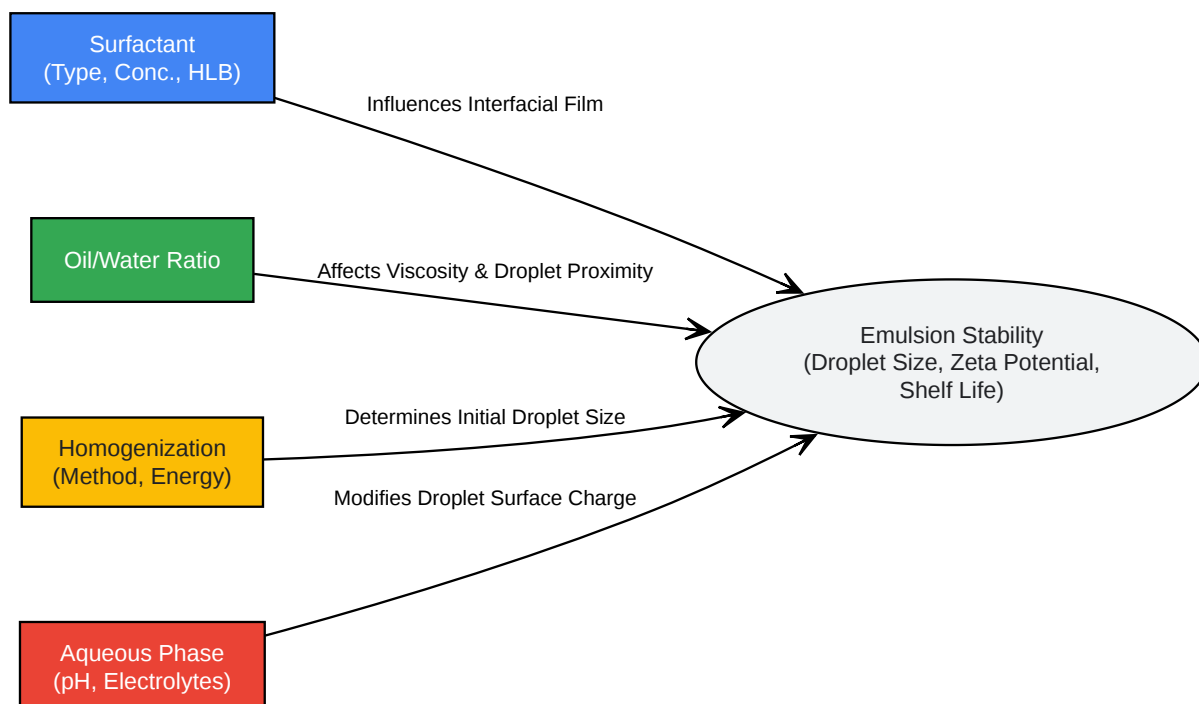 Surfactant
(Type, Conc., HLB)
Influences Interfacial Film
Oil/Water Ratio
Affects Viscosity & Droplet Proximity
Emulsion Stability
(Droplet Size, Zeta Potential,
Shelf Life)
Homogenization
(Method, Energy)
Determines Initial Droplet Size
Modifies Droplet Surface Charge
Aqueous Phase
(pH, Electrolytes)